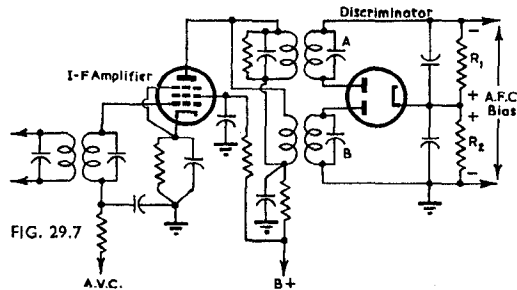 Discriminator
I-F Amplifier
A
B
R1
R2
−
+
+
−
A.F.C.
Bias
FIG. 29.7
A.V.C.
B+